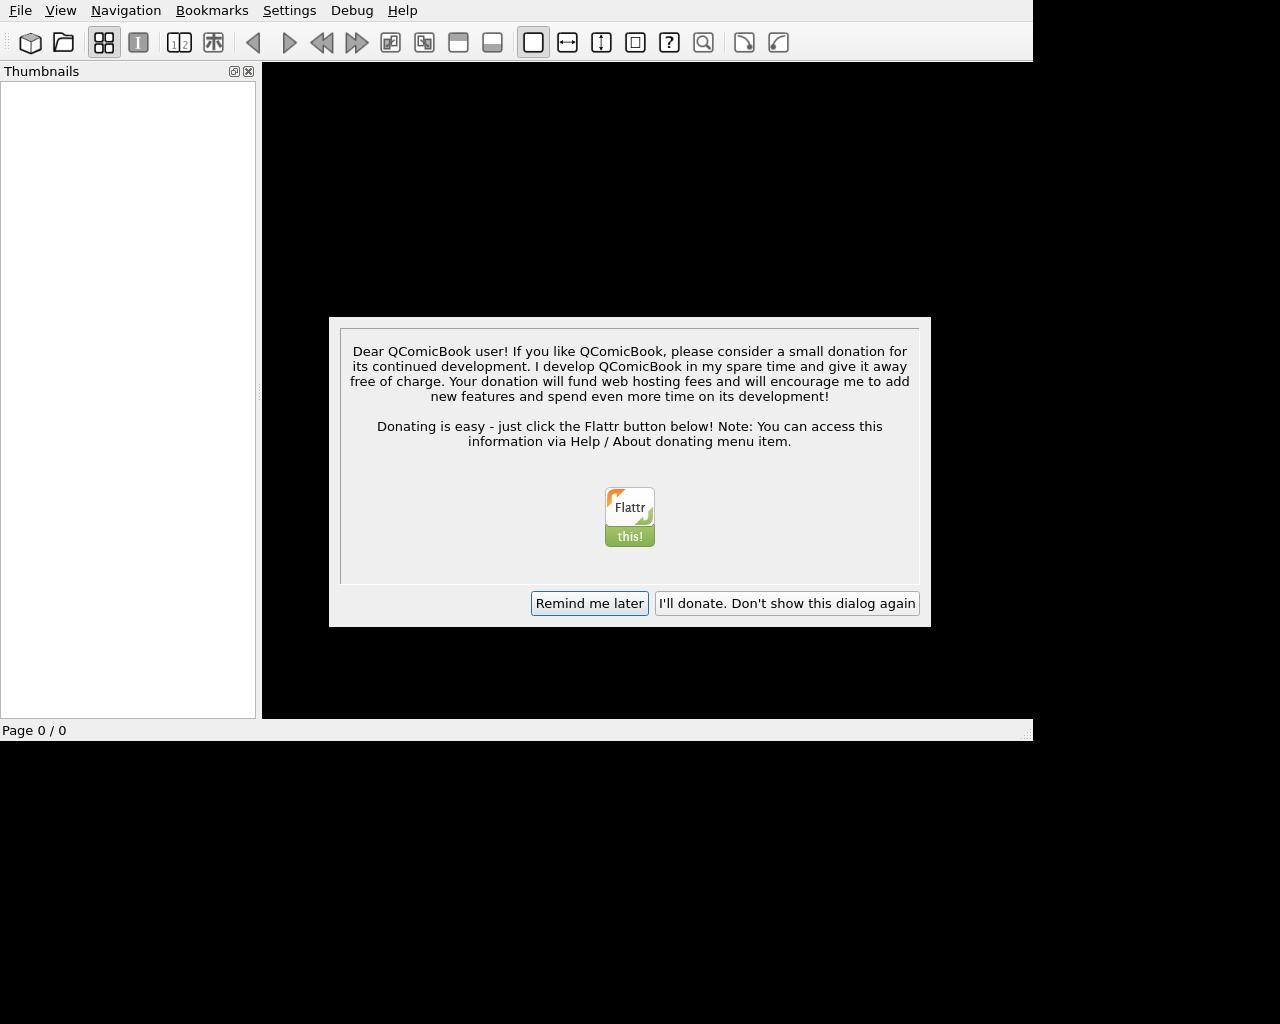 File View Navigation Bookmarks Settings Debug Help
1 2
?
Thumbnails
Dear QComicBook user! If you like QComicBook, please consider a small donation for
its continued development. I develop QComicBook in my spare time and give it away
free of charge. Your donation will fund web hosting fees and will encourage me to add
new features and spend even more time on its development!
Donating is easy - just click the Flattr button below! Note: You can access this
information via Help / About donating menu item.
Flattr
this!
Remind me later I'll donate. Don't show this dialog again
Page 0 / 0